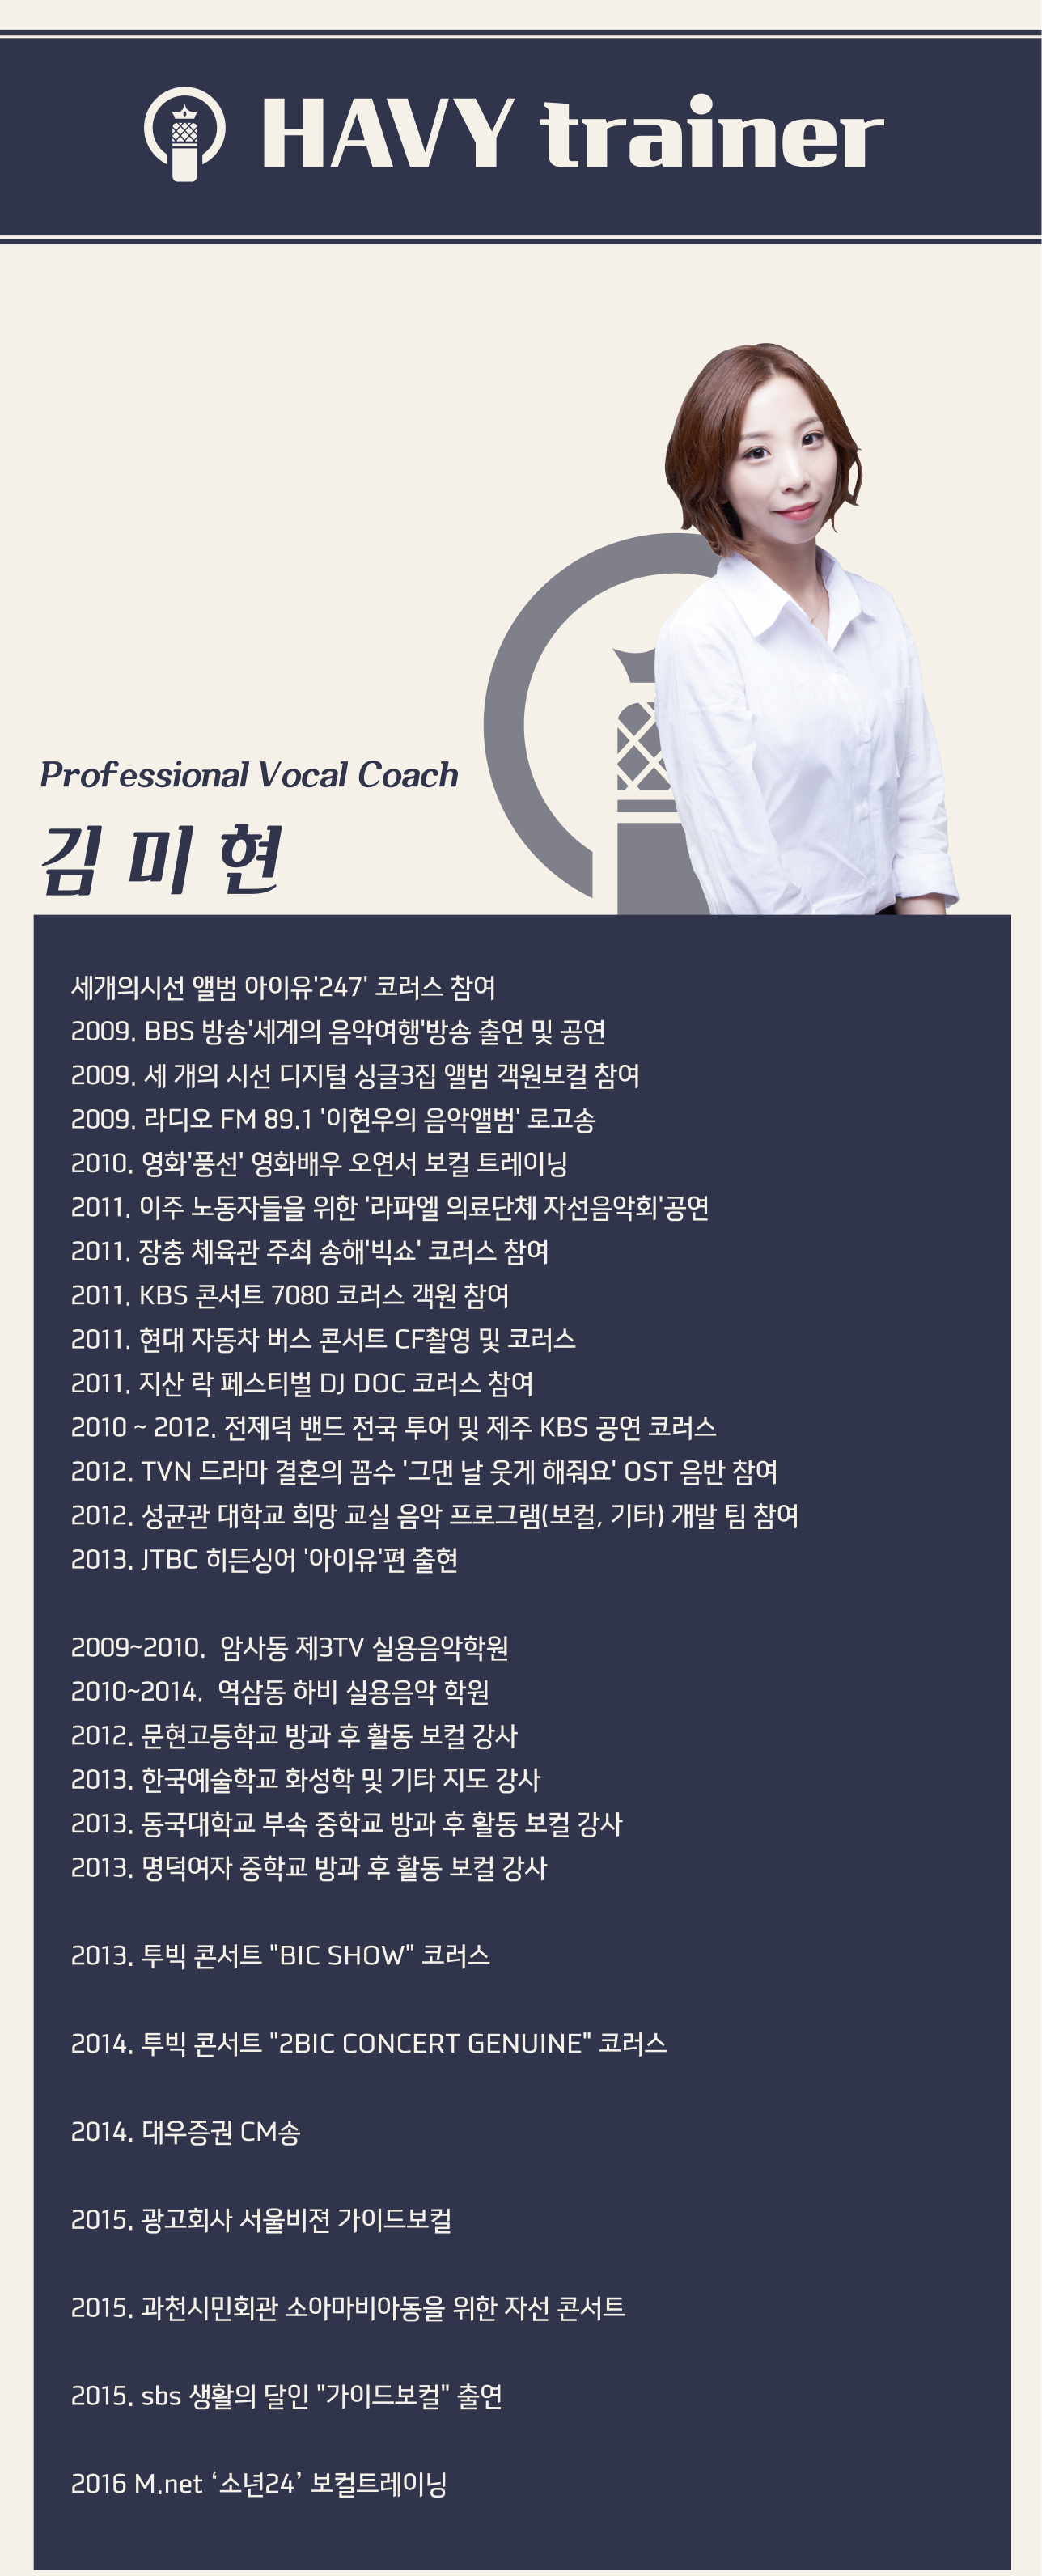 HAVY trainer
Professional Vocal Coach
김미현
세개의시선 앨범 아이유'247' 코러스 참여
2009. BBS 방송'세계의 음악여행'방송 출연 및 공연
2009. 세 개의 시선 디지털 싱글3집 앨범 객원보컬 참여
2009. 라디오 FM 89.1 '이현우의 음악앨범' 로고송
2010. 영화'풍선' 영화배우 오연서 보컬 트레이닝
2011. 이주 노동자들을 위한 '라파엘 의료단체 자선음악회'공연
2011. 장충 체육관 주최 송해'빅쇼' 코러스 참여
2011. KBS 콘서트 7080 코러스 객원 참여
2011. 현대 자동차 버스 콘서트 CF촬영 및 코러스
2011. 지산 락 페스티벌 DJ DOC 코러스 참여
2010 ~ 2012. 전제덕 밴드 전국 투어 및 제주 KBS 공연 코러스
2012. TVN 드라마 결혼의 꼼수 '그댄 날 웃게 해줘요' OST 음반 참여
2012. 성균관 대학교 희망 교실 음악 프로그램(보컬, 기타) 개발 팀 참여
2013. JTBC 히든싱어 '아이유'편 출현
2009~2010. 암사동 제3TV 실용음악학원
2010~2014. 역삼동 하비 실용음악 학원
2012. 문현고등학교 방과 후 활동 보컬 강사
2013. 한국예술학교 화성학 및 기타 지도 강사
2013. 동국대학교 부속 중학교 방과 후 활동 보컬 강사
2013. 명덕여자 중학교 방과 후 활동 보컬 강사
2013. 투빅 콘서트 "BIC SHOW" 코러스
2014. 투빅 콘서트 "2BIC CONCERT GENUINE" 코러스
2014. 대우증권 CM송
2015. 광고회사 서울비젼 가이드보컬
2015. 과천시민회관 소아마비아동을 위한 자선 콘서트
2015. sbs 생활의 달인 "가이드보컬" 출연
2016 M.net ‘소년24’ 보컬트레이닝